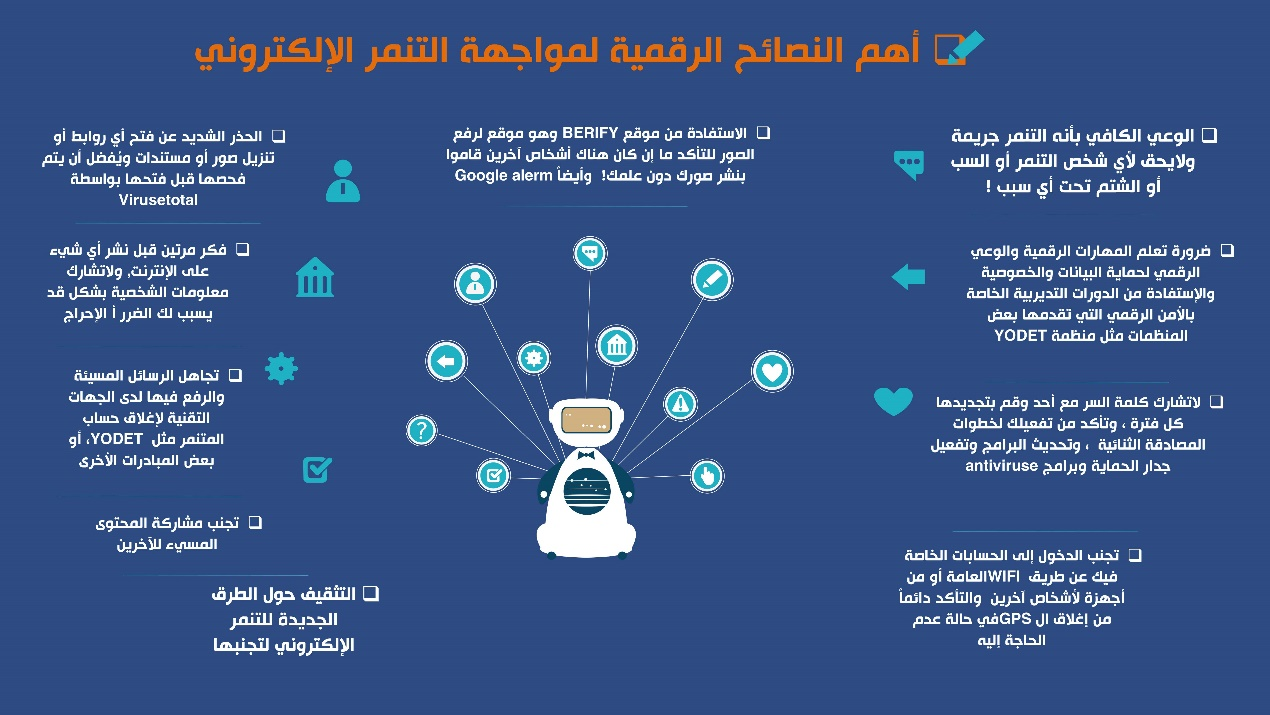 أهم النصائح الرقمية لمواجهة التنمر الإلكتروني
الوعي الكافي بأنه التنمر جريمة
ولايحق لأي شخص التنمر أو السب
أو الشتم تحت أي سبب !
ضرورة تعلم المهارات الرقمية والوعي
الرقمي لحماية البيانات والخصوصية
والإستفادة من الدورات التديربية الخاصة
بالأمن الرقمي التي تقدمها بعض
المنظمات مثل منظمة YODET
لاتشارك كلمة السر مع أحد وقم بتجديدها
كل فترة ، وتأكد من تفعيلك لخطوات
المصادقة الثنائية ، وتحديث البرامج وتفعيل
جدار الحماية وبرامج antiviruse
تجنب الدخول إلى الحسابات الخاصة
فيك عن طريق WIFIالعامة أو من
أجهزة لأشخاص آخرين والتأكد دائماً
من إغلاق ال GPSفي حالة عدم
الحاجة إليه
الاستفادة من موقع BERIFY وهو موقع لرفع
الصور للتأكد ما إن كان هناك أشخاص آخرين قاموا
بنشر صورك دون علمك! وأيضاً Google alerm
?
الحذر الشديد عن فتح أي روابط أو
تنزيل صور أو مستندات ويُفضل أن يتم
فحصها قبل فتحها بواسطة
Virusetotal
فكر مرتين قبل نشر أي شيء
على الإنترنت, ولاتشارك
معلومات الشخصية بشكل قد
يسبب لك الضرر أ الإحراج
تجاهل الرسائل المسيئة
والرفع فيها لدى الجهات
التقنية لإغلاق حساب
المتنمر مثل YODET، أو
بعض المبادرات الأخرى
تجنب مشاركة المحتوى
المسيء للآخرين
التثقيف حول الطرق
الجديدة للتنمر
الإلكتروني لتجنبها